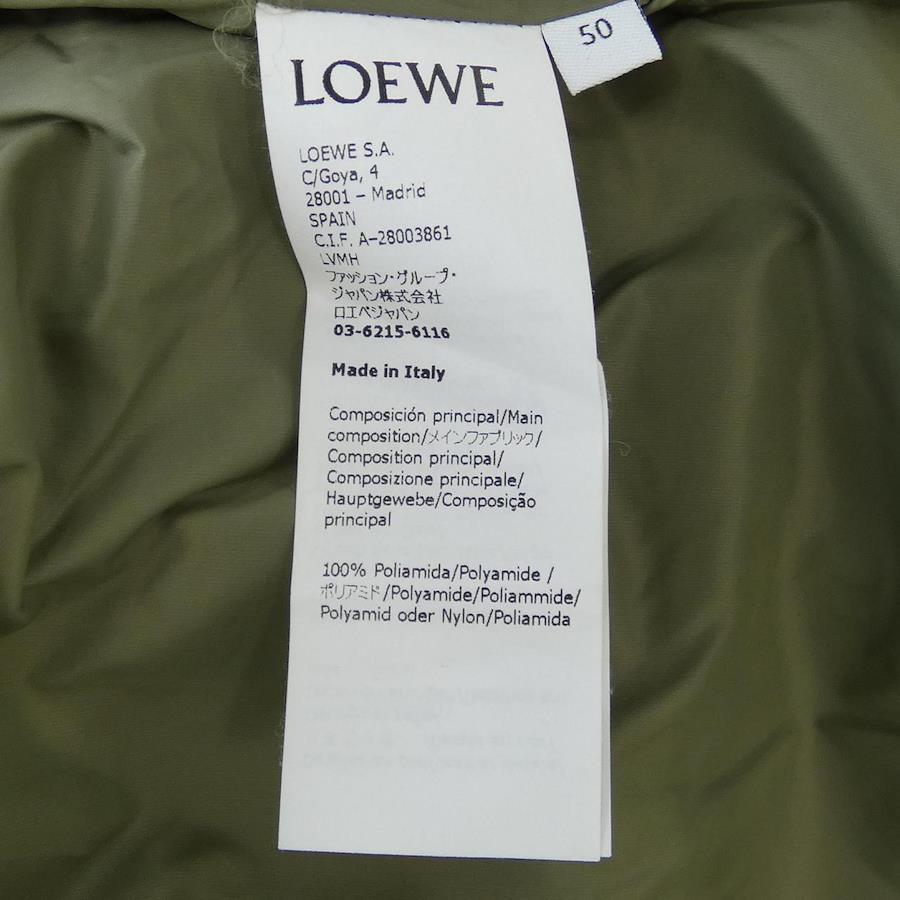 50
LOEWE
LOEWE S.A.
C/Goya, 4
28001 – Madrid
SPAIN
C.I.F. A-28003861
LVMH
ファッション・グループ・
ジャパン株式会社
ロエベジャパン
03-6215-6116
Made in Italy
Composición principal/Main
composition/メインファブリック/
Composition principal/
Composizione principale/
Hauptgewebe/Composição
principal
100% Poliamida/Polyamide /
ポリアミド/Polyamide/Poliammide/
Polyamid oder Nylon/Poliamida